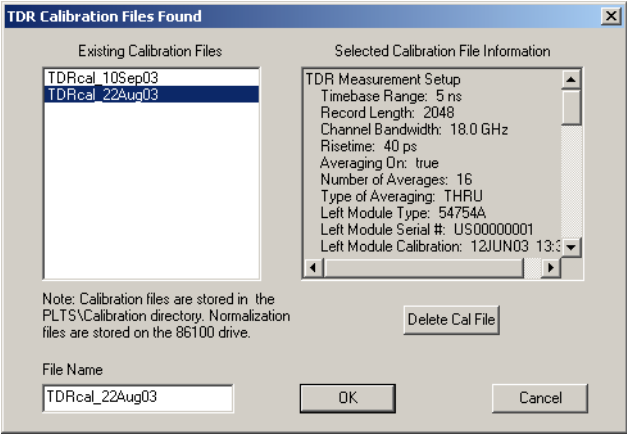 TDR Calibration Files Found
Existing Calibration Files
TDRcal_10Sep03
TDRcal_22Aug03
Selected Calibration File Information
TDR Measurement Setup
Timebase Range: 5 ns
Record Length: 2048
Channel Bandwidth: 18.0 GHz
Risetime: 40 ps
Averaging On: true
Number of Averages: 16
Type of Averaging: THRU
Left Module Type: 54754A
Left Module Serial #: US00000001
Left Module Calibration: 12JUN03 13:3
Note: Calibration files are stored in the
PLTS\Calibration directory. Normalization
files are stored on the 86100 drive.
Delete Cal File
File Name
TDRcal_22Aug03
OK
Cancel